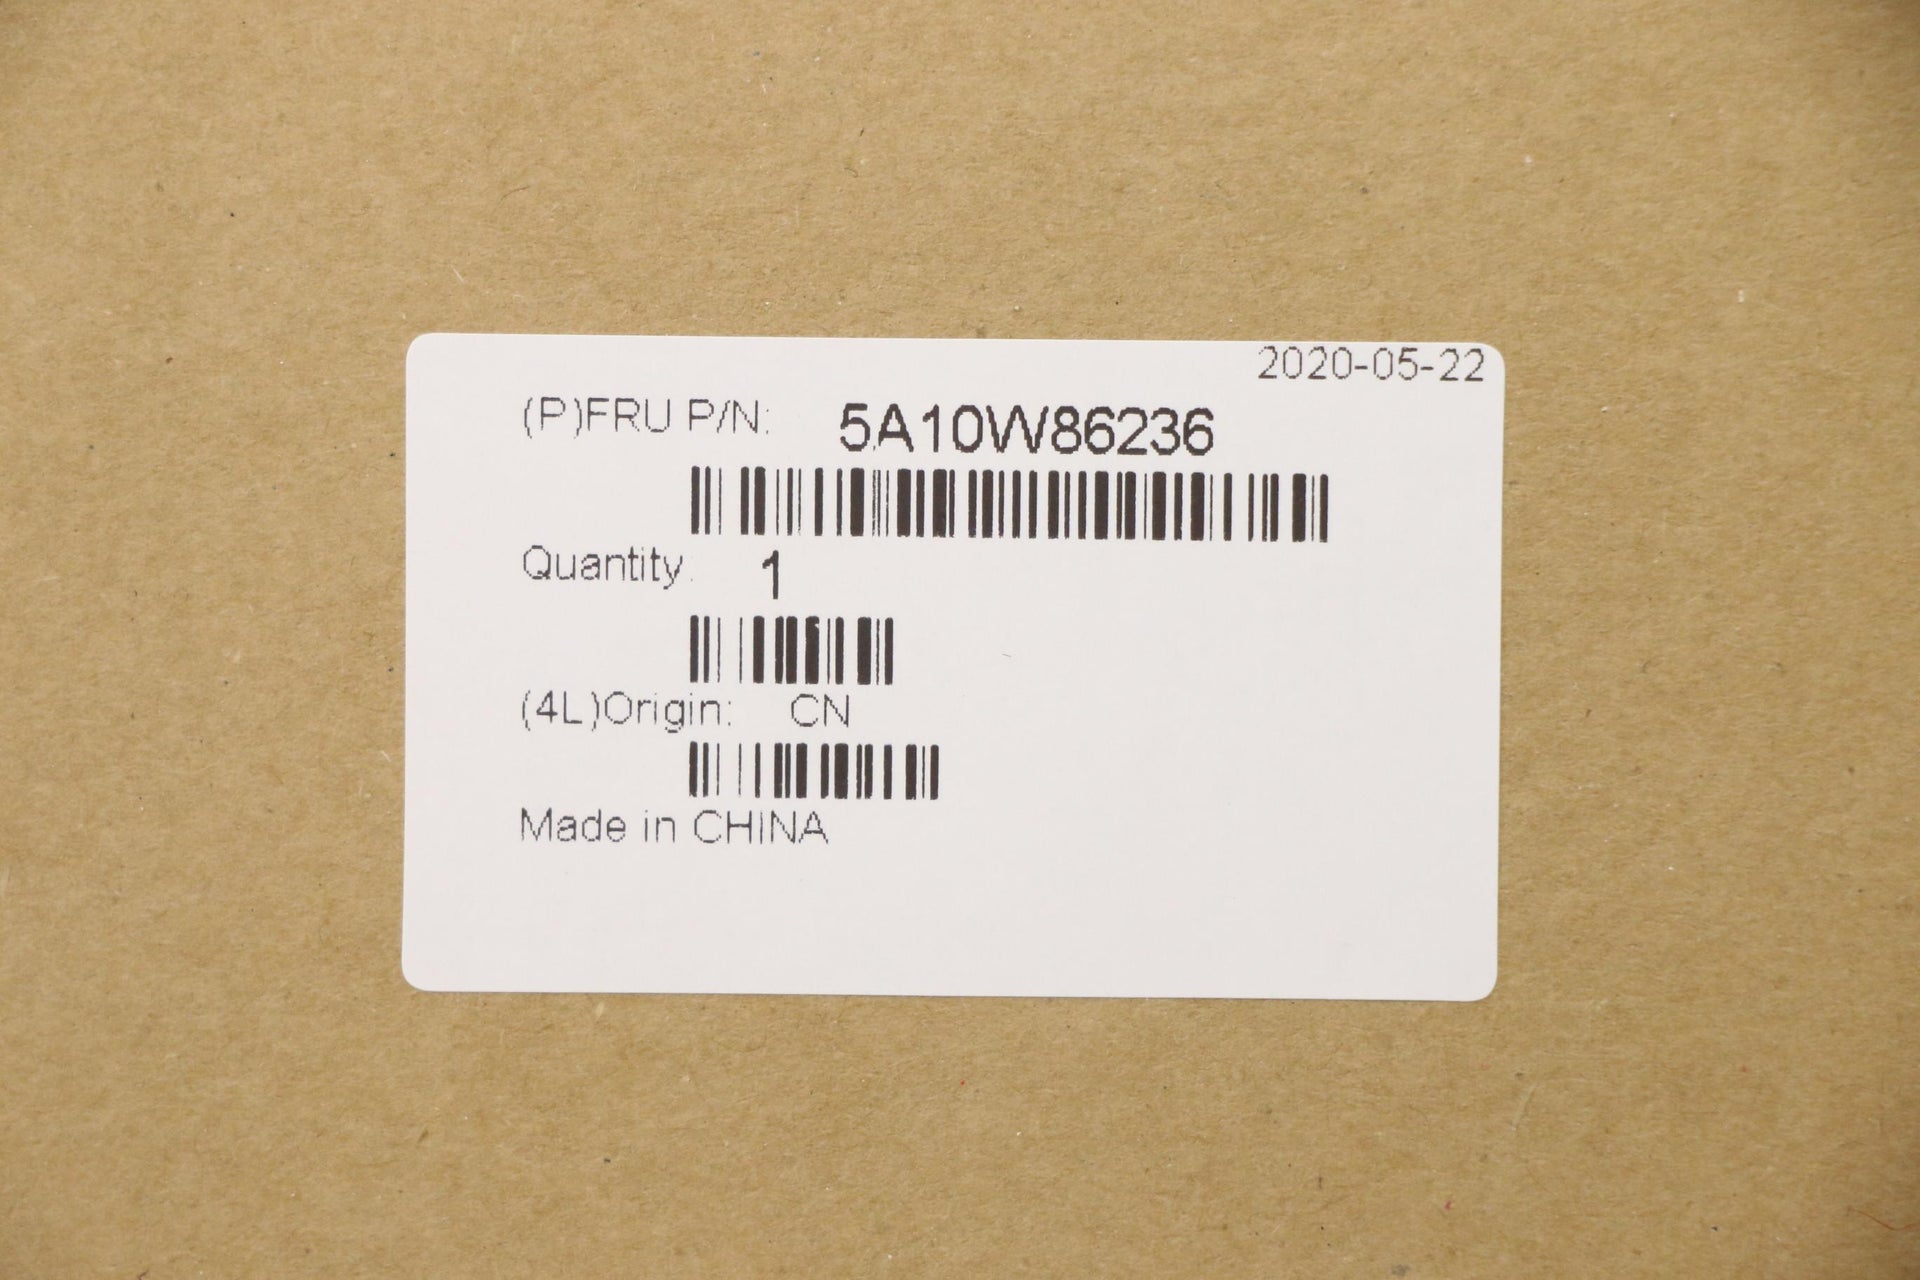 2020-05-22
(P)FRU P/N: 5A10W86236
Quantity: 1
(4L)Origin: CN
Made in CHINA